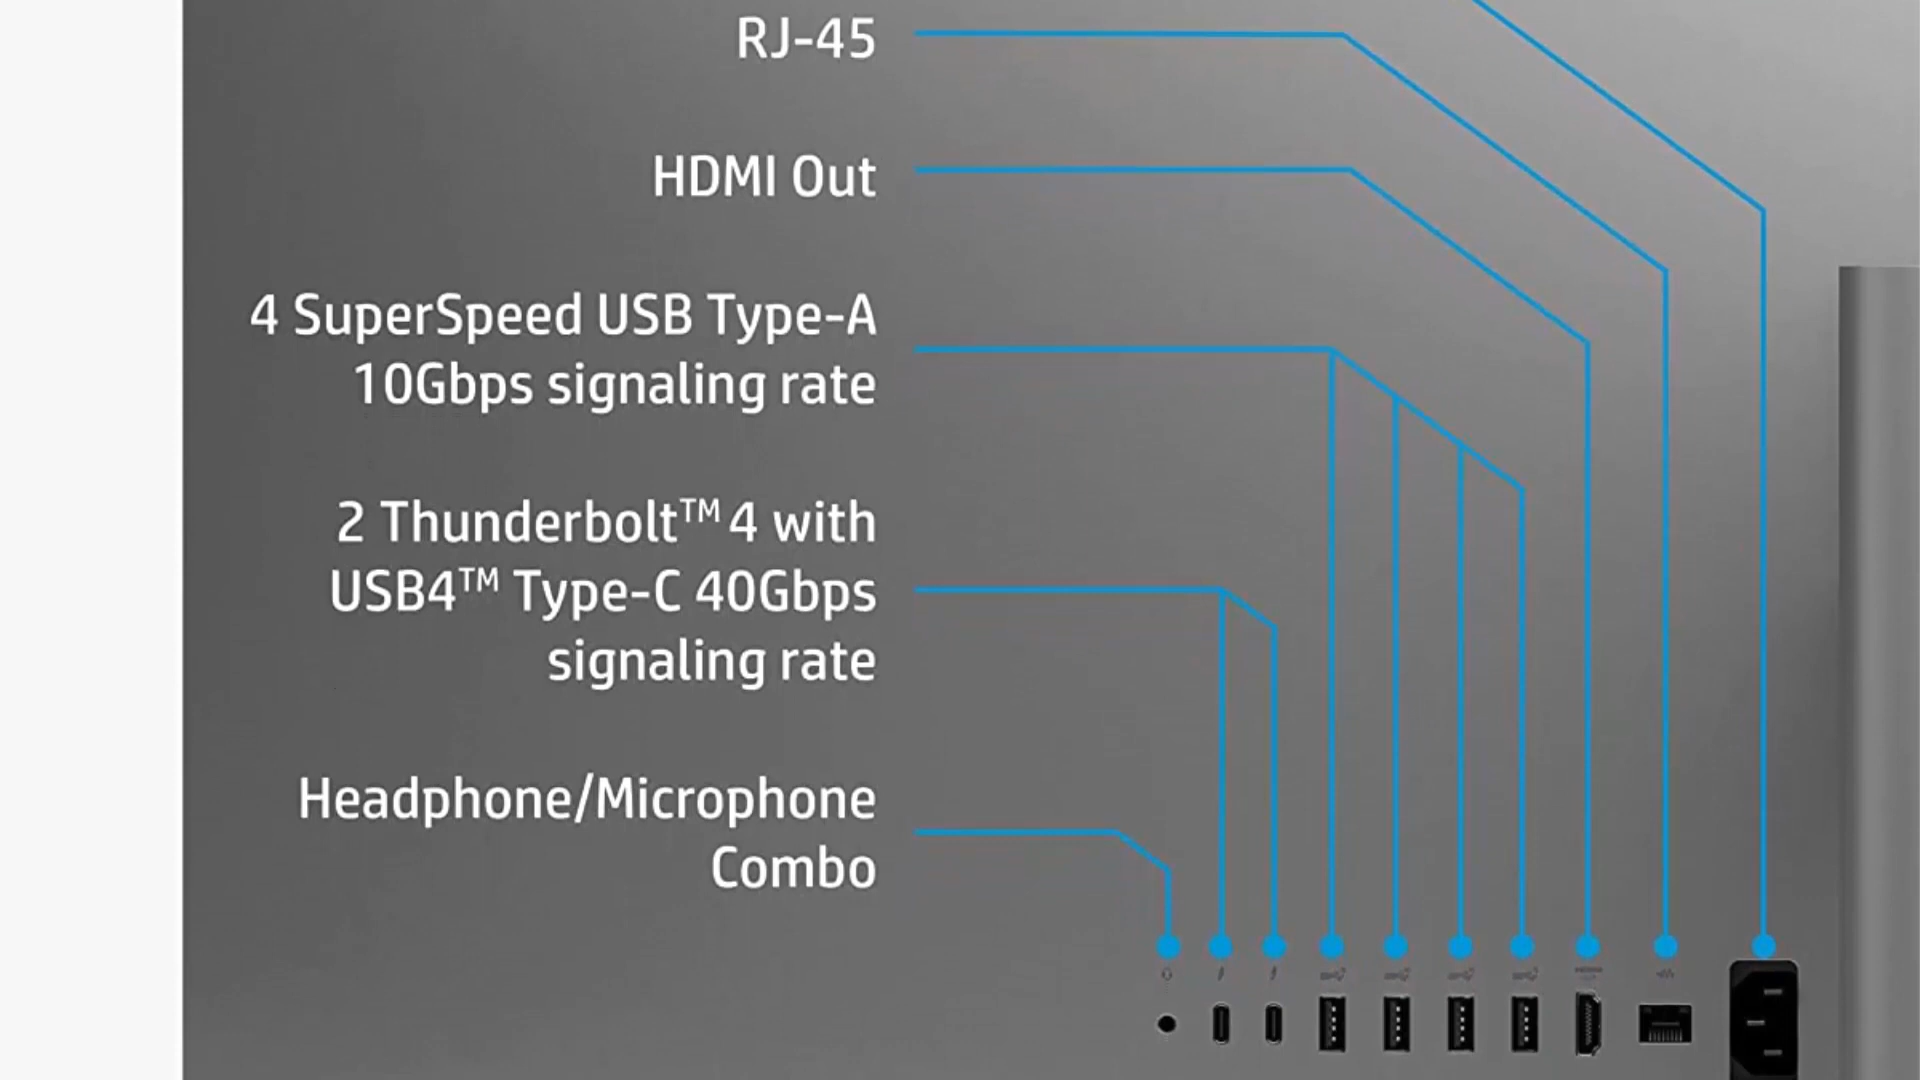 RJ-45
HDMI Out
4 SuperSpeed USB Type-A
10Gbps signaling rate
2 Thunderbolt™ 4 with
USB4™ Type-C 40Gbps
signaling rate
Headphone/Microphone
Combo